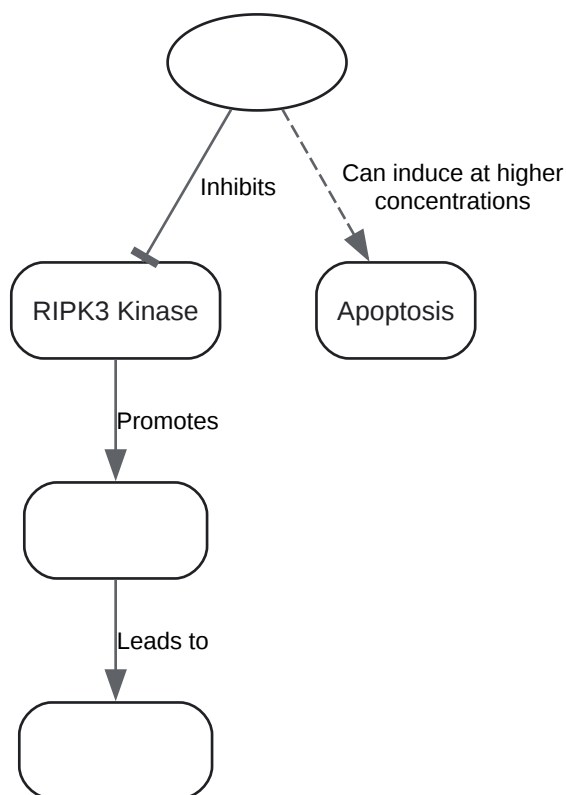 Inhibits
Can induce at higher
concentrations
RIPK3 Kinase
Apoptosis
Promotes
Leads to